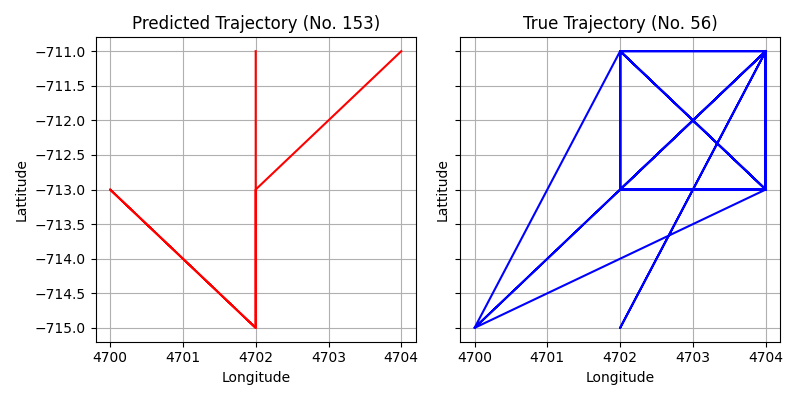 Predicted Trajectory (No. 153)
True Trajectory (No. 56)
−711.0
−711.5
−712.0
−712.5
−713.0
−713.5
−714.0
−714.5
−715.0
Lattitude
Lattitude
4700 4701 4702 4703 4704
4700 4701 4702 4703 4704
Longitude
Longitude